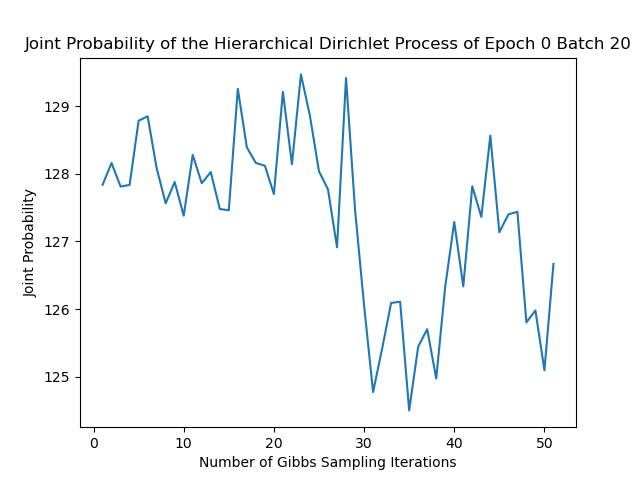 Joint Probability of the Hierarchical Dirichlet Process of Epoch 0 Batch 20
129
128
127
126
125
Joint Probability
0 10 20 30 40 50
Number of Gibbs Sampling Iterations